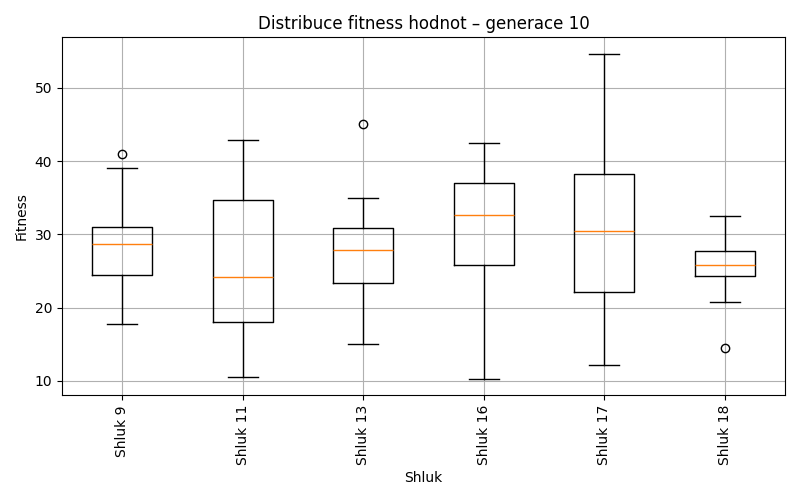 Distribuce fitness hodnot – generace 10
Fitness
50
40
30
20
10
Shluk 9
Shluk 11
Shluk 13
Shluk 16
Shluk 17
Shluk 18
Shluk